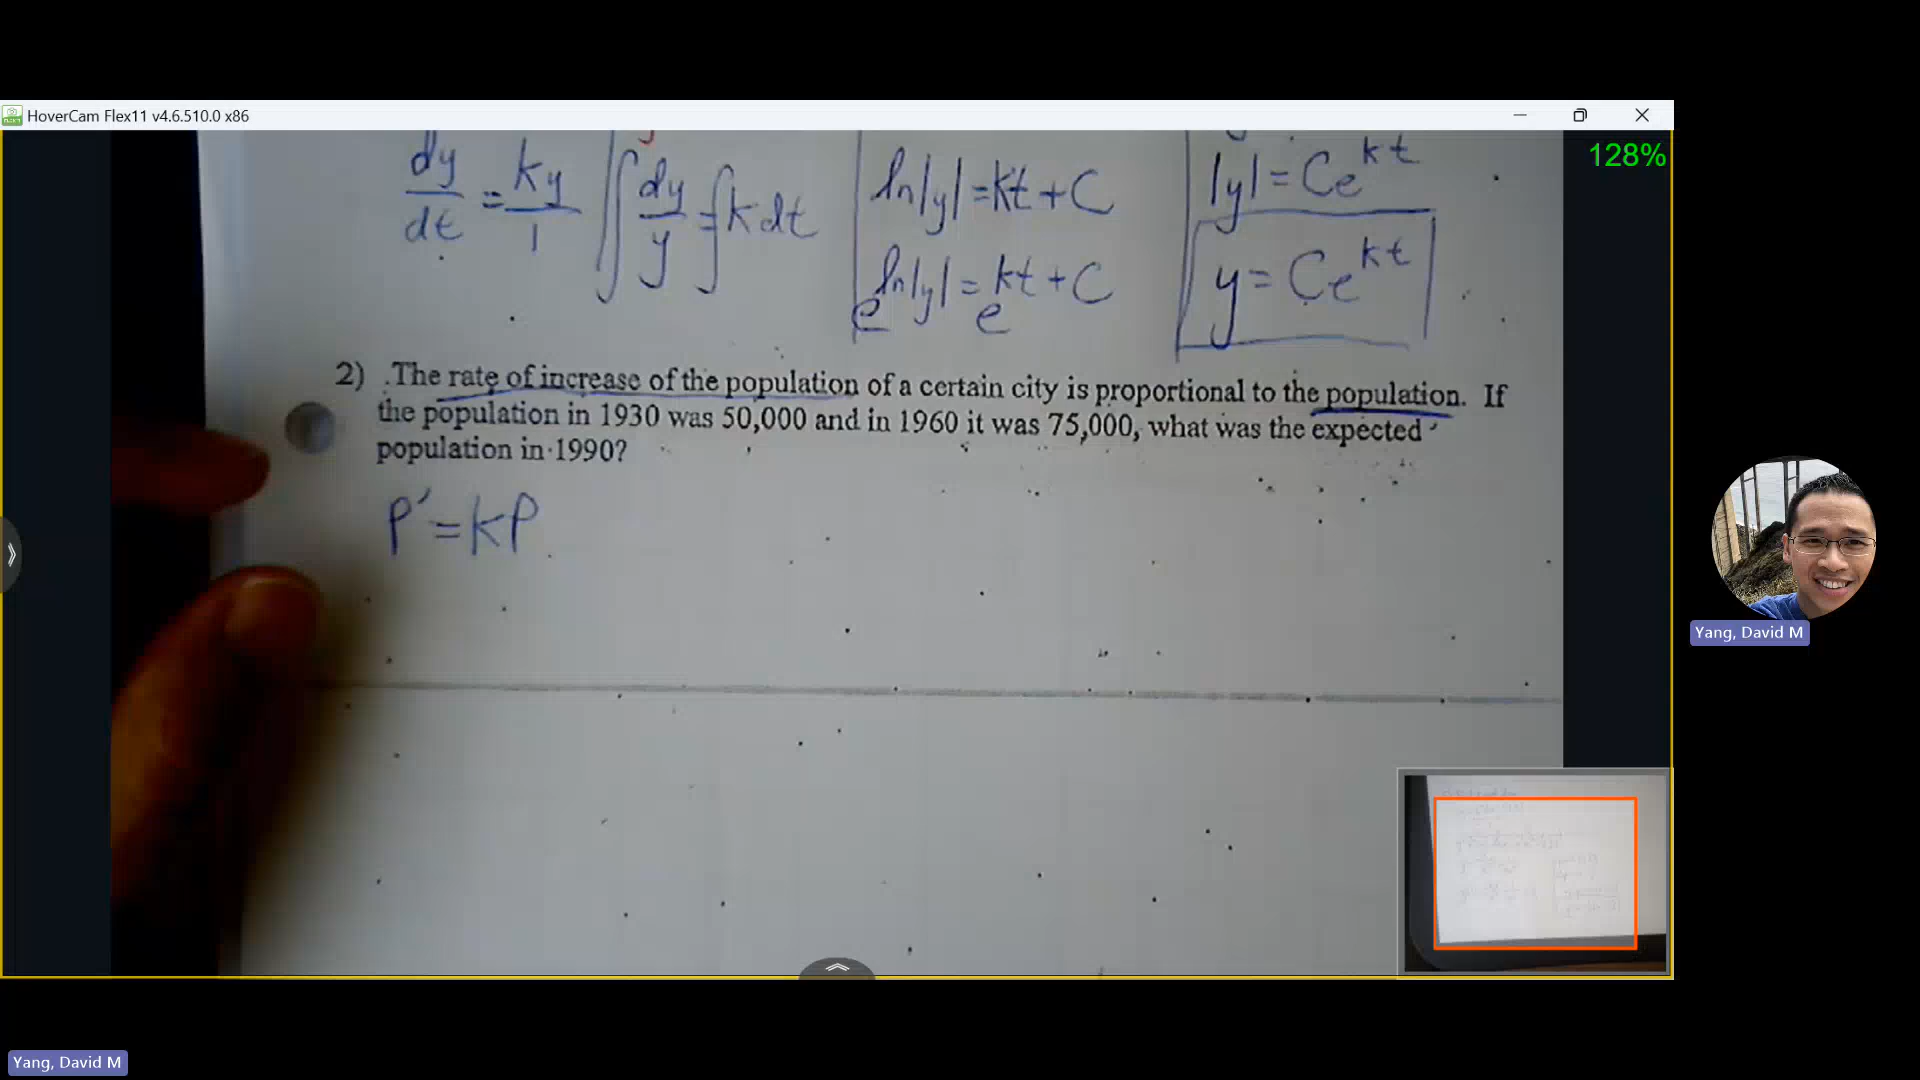 HoverCam Flex11 v4.6.510.0 x86
128%
dy/dt = ky/1
∫ dy/y = ∫ k dt
ln|y| = kt + C
e^ln|y| = e^kt + C
|y| = Ce^kt
y = Ce^kt
2) The rate of increase of the population of a certain city is proportional to the population. If
the population in 1930 was 50,000 and in 1960 it was 75,000, what was the expected
population in 1990?
P' = kP
Yang, David M
Yang, David M